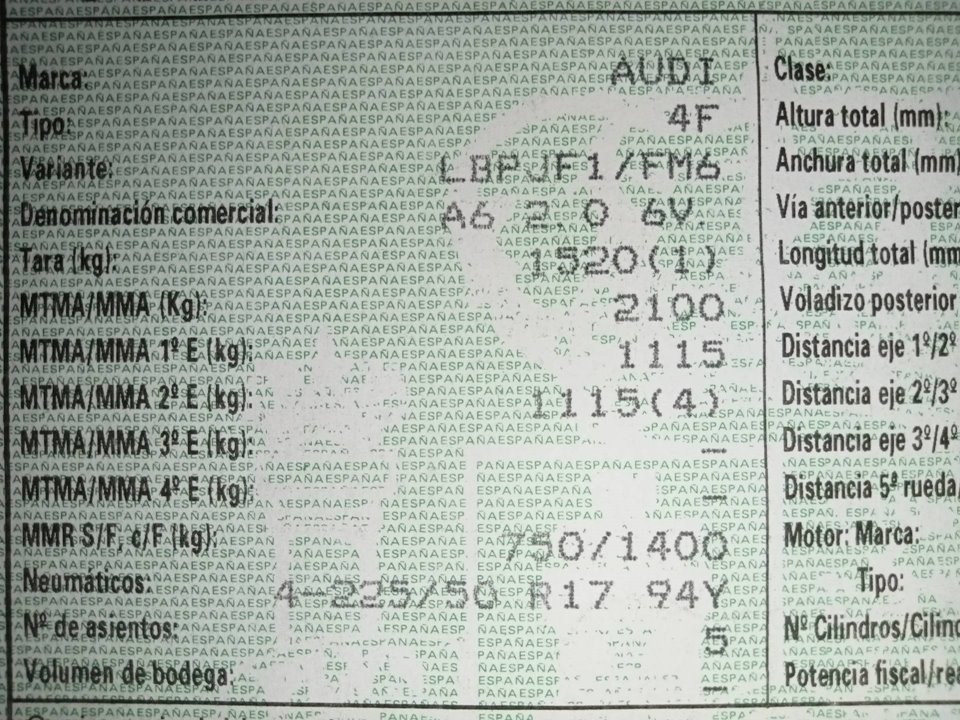 Marca: AUDI
Tipo: 4F
Variante: LBPJF1/FM6
Denominación comercial: A6 2.0 6V.
Tara (kg): 1520(1)
MTMA/MMA (Kg): 2100
MTMA/MMA 1º E (kg): 1115
MTMA/MMA 2º E (kg): 1115(4)
MTMA/MMA 3º E (kg): –
MTMA/MMA 4º E (kg): –
MMR S/F, c/F (kg): 750/1400
Neumáticos: 4-225/50 R17 94Y
Nº de asientos: 5
Volumen de bodega: –
Clase:
Altura total (mm):
Anchura total (mm)
Vía anterior/poster
Longitud total (mm
Voladizo posterior
Distancia eje 1º/2º
Distancia eje 2º/3º
Distancia eje 3º/4º
Distancia 5ª rueda/
Motor: Marca:
Tipo:
Nº Cilindros/Cilind
Potencia fiscal/rea